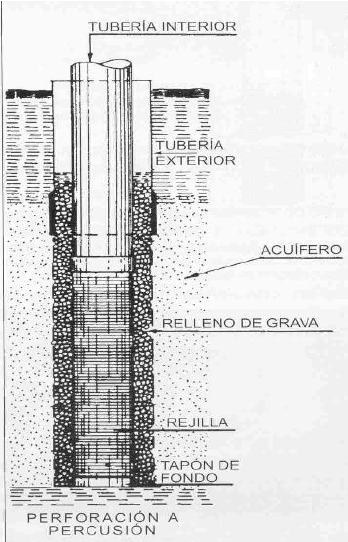 TUBERÍA INTERIOR
TUBERÍA
EXTERIOR
ACUÍFERO
RELLENO DE GRAVA
REJILLA
TAPÓN DE
FONDO
PERFORACIÓN A
PERCUSIÓN